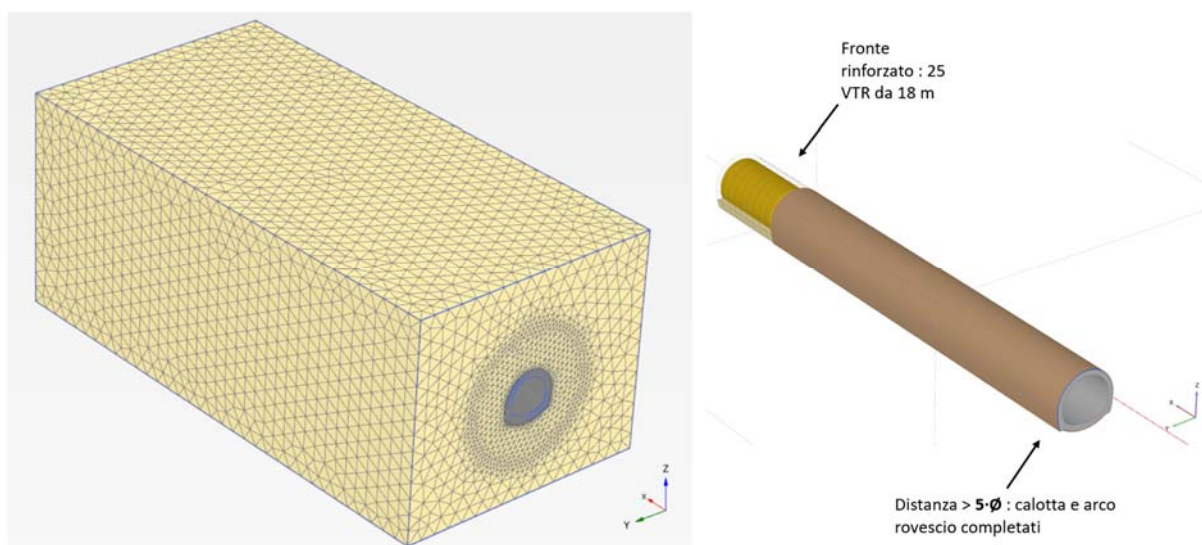 Fronte
rinforzato : 25
VTR da 18 m
Z
X
Y
Z
X
Y
Distanza > 5·Ø : calotta e arco
rovescio completati